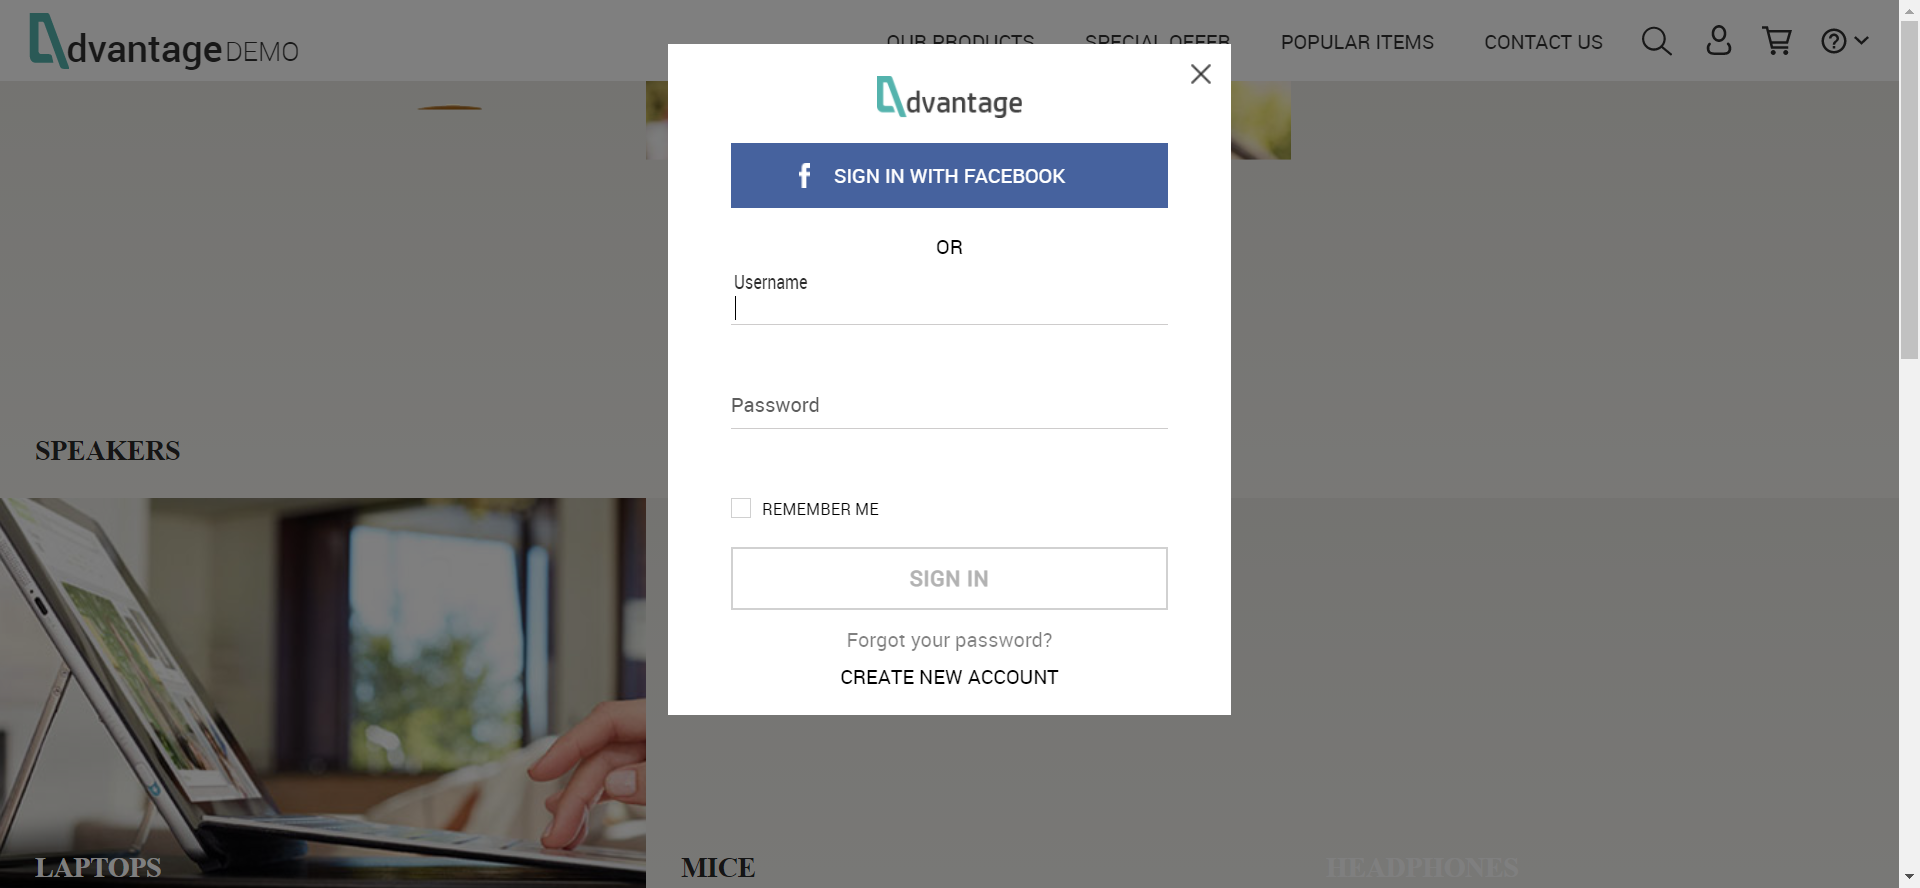 dvantage DEMO
OUR PRODUCTS
SPECIAL OFFER
POPULAR ITEMS
CONTACT US
dvantage
SIGN IN WITH FACEBOOK
OR
Username
Password
REMEMBER ME
SIGN IN
Forgot your password?
CREATE NEW ACCOUNT
SPEAKERS
LAPTOPS
MICE
HEADPHONES